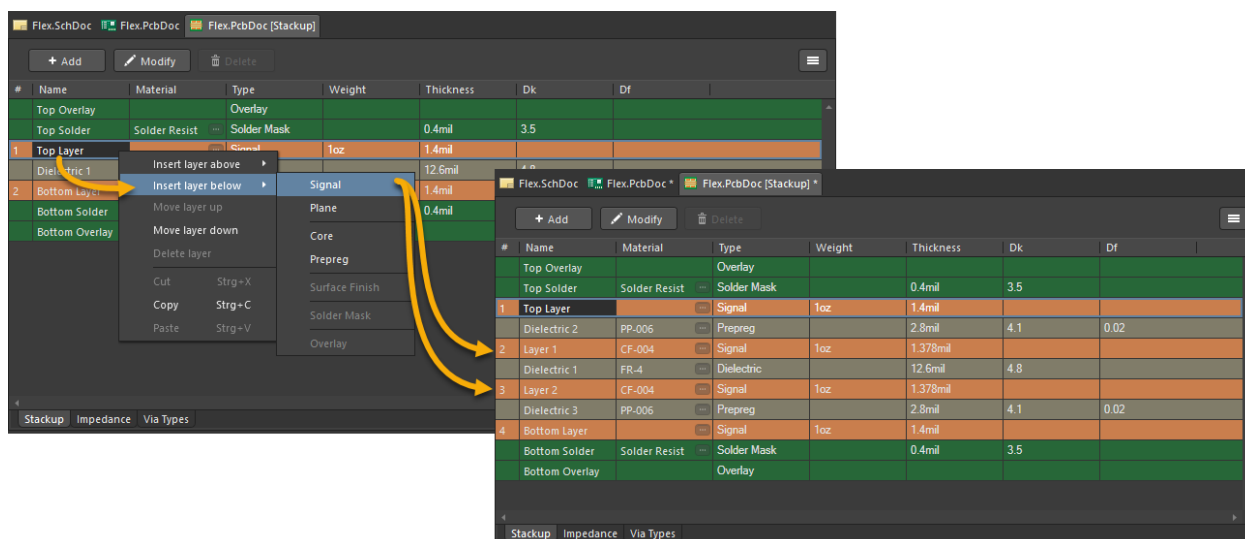 Flex.SchDoc Flex.PcbDoc Flex.PcbDoc [Stackup]
+ Add Modify Delete
# Name Material Type Weight Thickness Dk Df
Top Overlay Overlay
Top Solder Solder Resist Solder Mask 0.4mil 3.5
1 Top Layer Signal 1oz 1.4mil
Dielectric 1 12.6mil 4.8
2 Bottom Layer 1.4mil
Bottom Solder 0.4mil
Bottom Overlay
Insert layer above
Insert layer below
Move layer up
Move layer down
Delete layer
Cut Strg+X
Copy Strg+C
Paste Strg+V
Signal
Plane
Core
Prepreg
Surface Finish
Solder Mask
Overlay
Stackup Impedance Via Types
Flex.SchDoc Flex.PcbDoc * Flex.PcbDoc [Stackup] *
+ Add Modify Delete
# Name Material Type Weight Thickness Dk Df
Top Overlay Overlay
Top Solder Solder Resist Solder Mask 0.4mil 3.5
1 Top Layer Signal 1oz 1.4mil
Dielectric 2 PP-006 Prepreg 2.8mil 4.1 0.02
2 Layer 1 CF-004 Signal 1oz 1.378mil
Dielectric 1 FR-4 Dielectric 12.6mil 4.8
3 Layer 2 CF-004 Signal 1oz 1.378mil
Dielectric 3 PP-006 Prepreg 2.8mil 4.1 0.02
4 Bottom Layer Signal 1oz 1.4mil
Bottom Solder Solder Resist Solder Mask 0.4mil 3.5
Bottom Overlay Overlay
Stackup Impedance Via Types